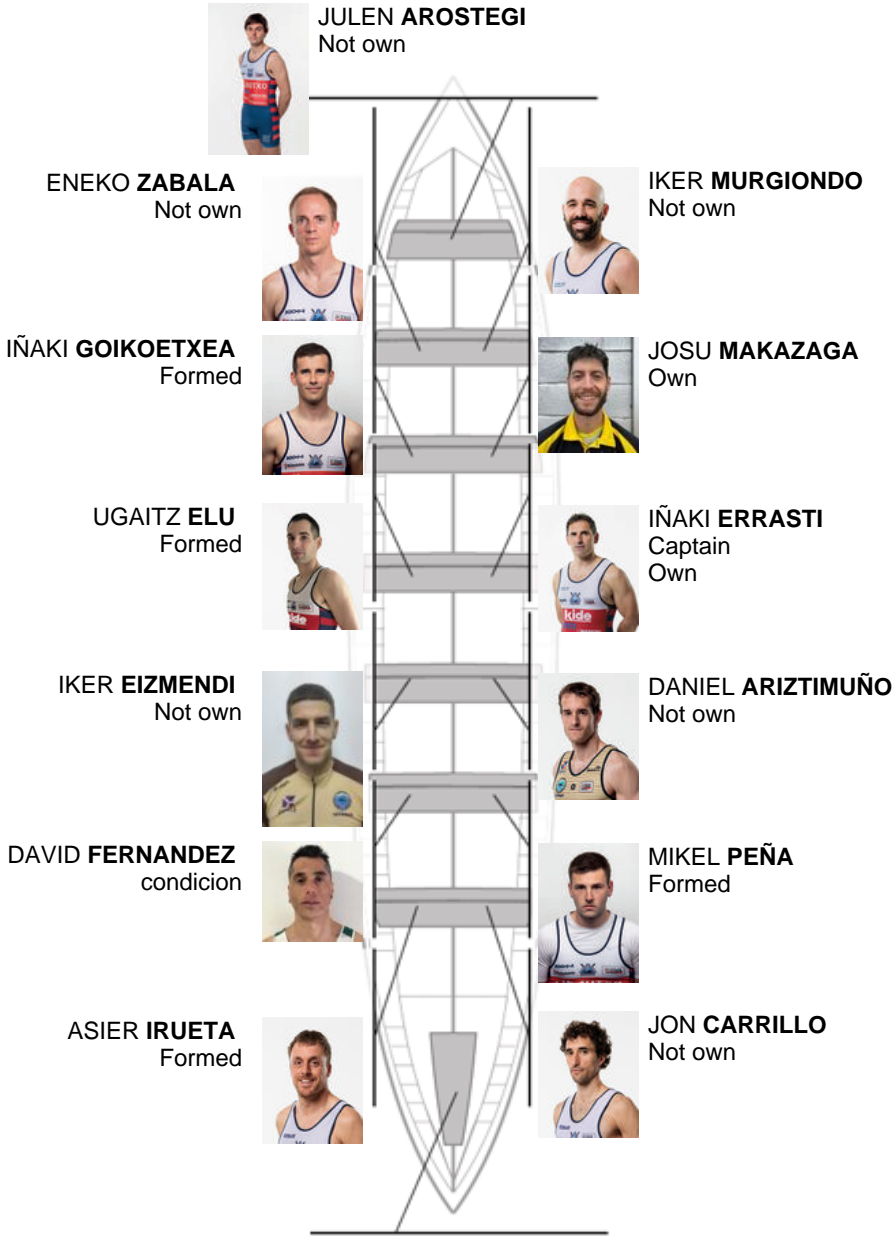 JULEN AROSTEGI
Not own
ENEKO ZABALA
Not own
IKER MURGIONDO
Not own
IÑAKI GOIKOETXEA
Formed
JOSU MAKAZAGA
Own
UGAITZ ELU
Formed
IÑAKI ERRASTI
Captain
Own
kide
kide
IKER EIZMENDI
Not own
DANIEL ARIZTIMUÑO
Not own
DAVID FERNANDEZ
condicion
MIKEL PEÑA
Formed
ASIER IRUETA
Formed
JON CARRILLO
Not own